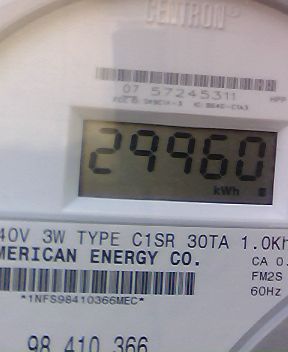 CENTRON®
07 57245311
HPP
29960
kWh
40V 3W TYPE C1SR 30TA 1.0Kh
MERICAN ENERGY CO.
CA 0.
FM2S
60Hz
*1NFS98410366MEC*
98 410 366